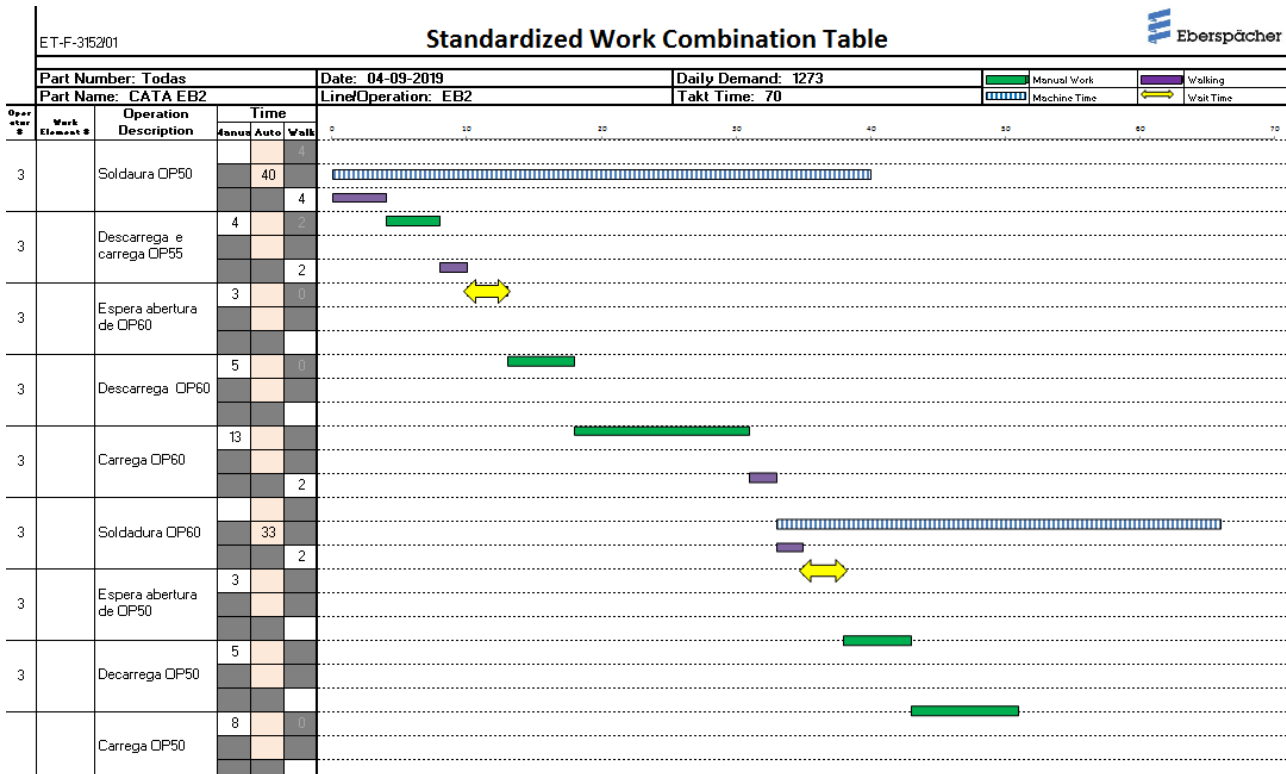 ET-F-3152/01
Standardized Work Combination Table
Eberspächer
Part Number: Todas
Date: 04-09-2019
Daily Demand: 1273
Manual Work
Walking
Part Name: CATA EB2
Line/Operation: EB2
Takt Time: 70
Machine Time
Wait Time
Oper ator #
Work Element #
Operation Description
Time
Manua Auto Walk
0 10 20 30 40 50 60 70
4
3 Soldaura OP50 40
4
4 2
3 Descarrega e carrega OP55
2
3 0
3 Espera abertura de OP60
5 0
3 Descarrega OP60
13
3 Carrega OP60
2
3 Soldadura OP60 33
2
3
3 Espera abertura de OP50
5
3 Decarrega OP50
8 0
Carrega OP50